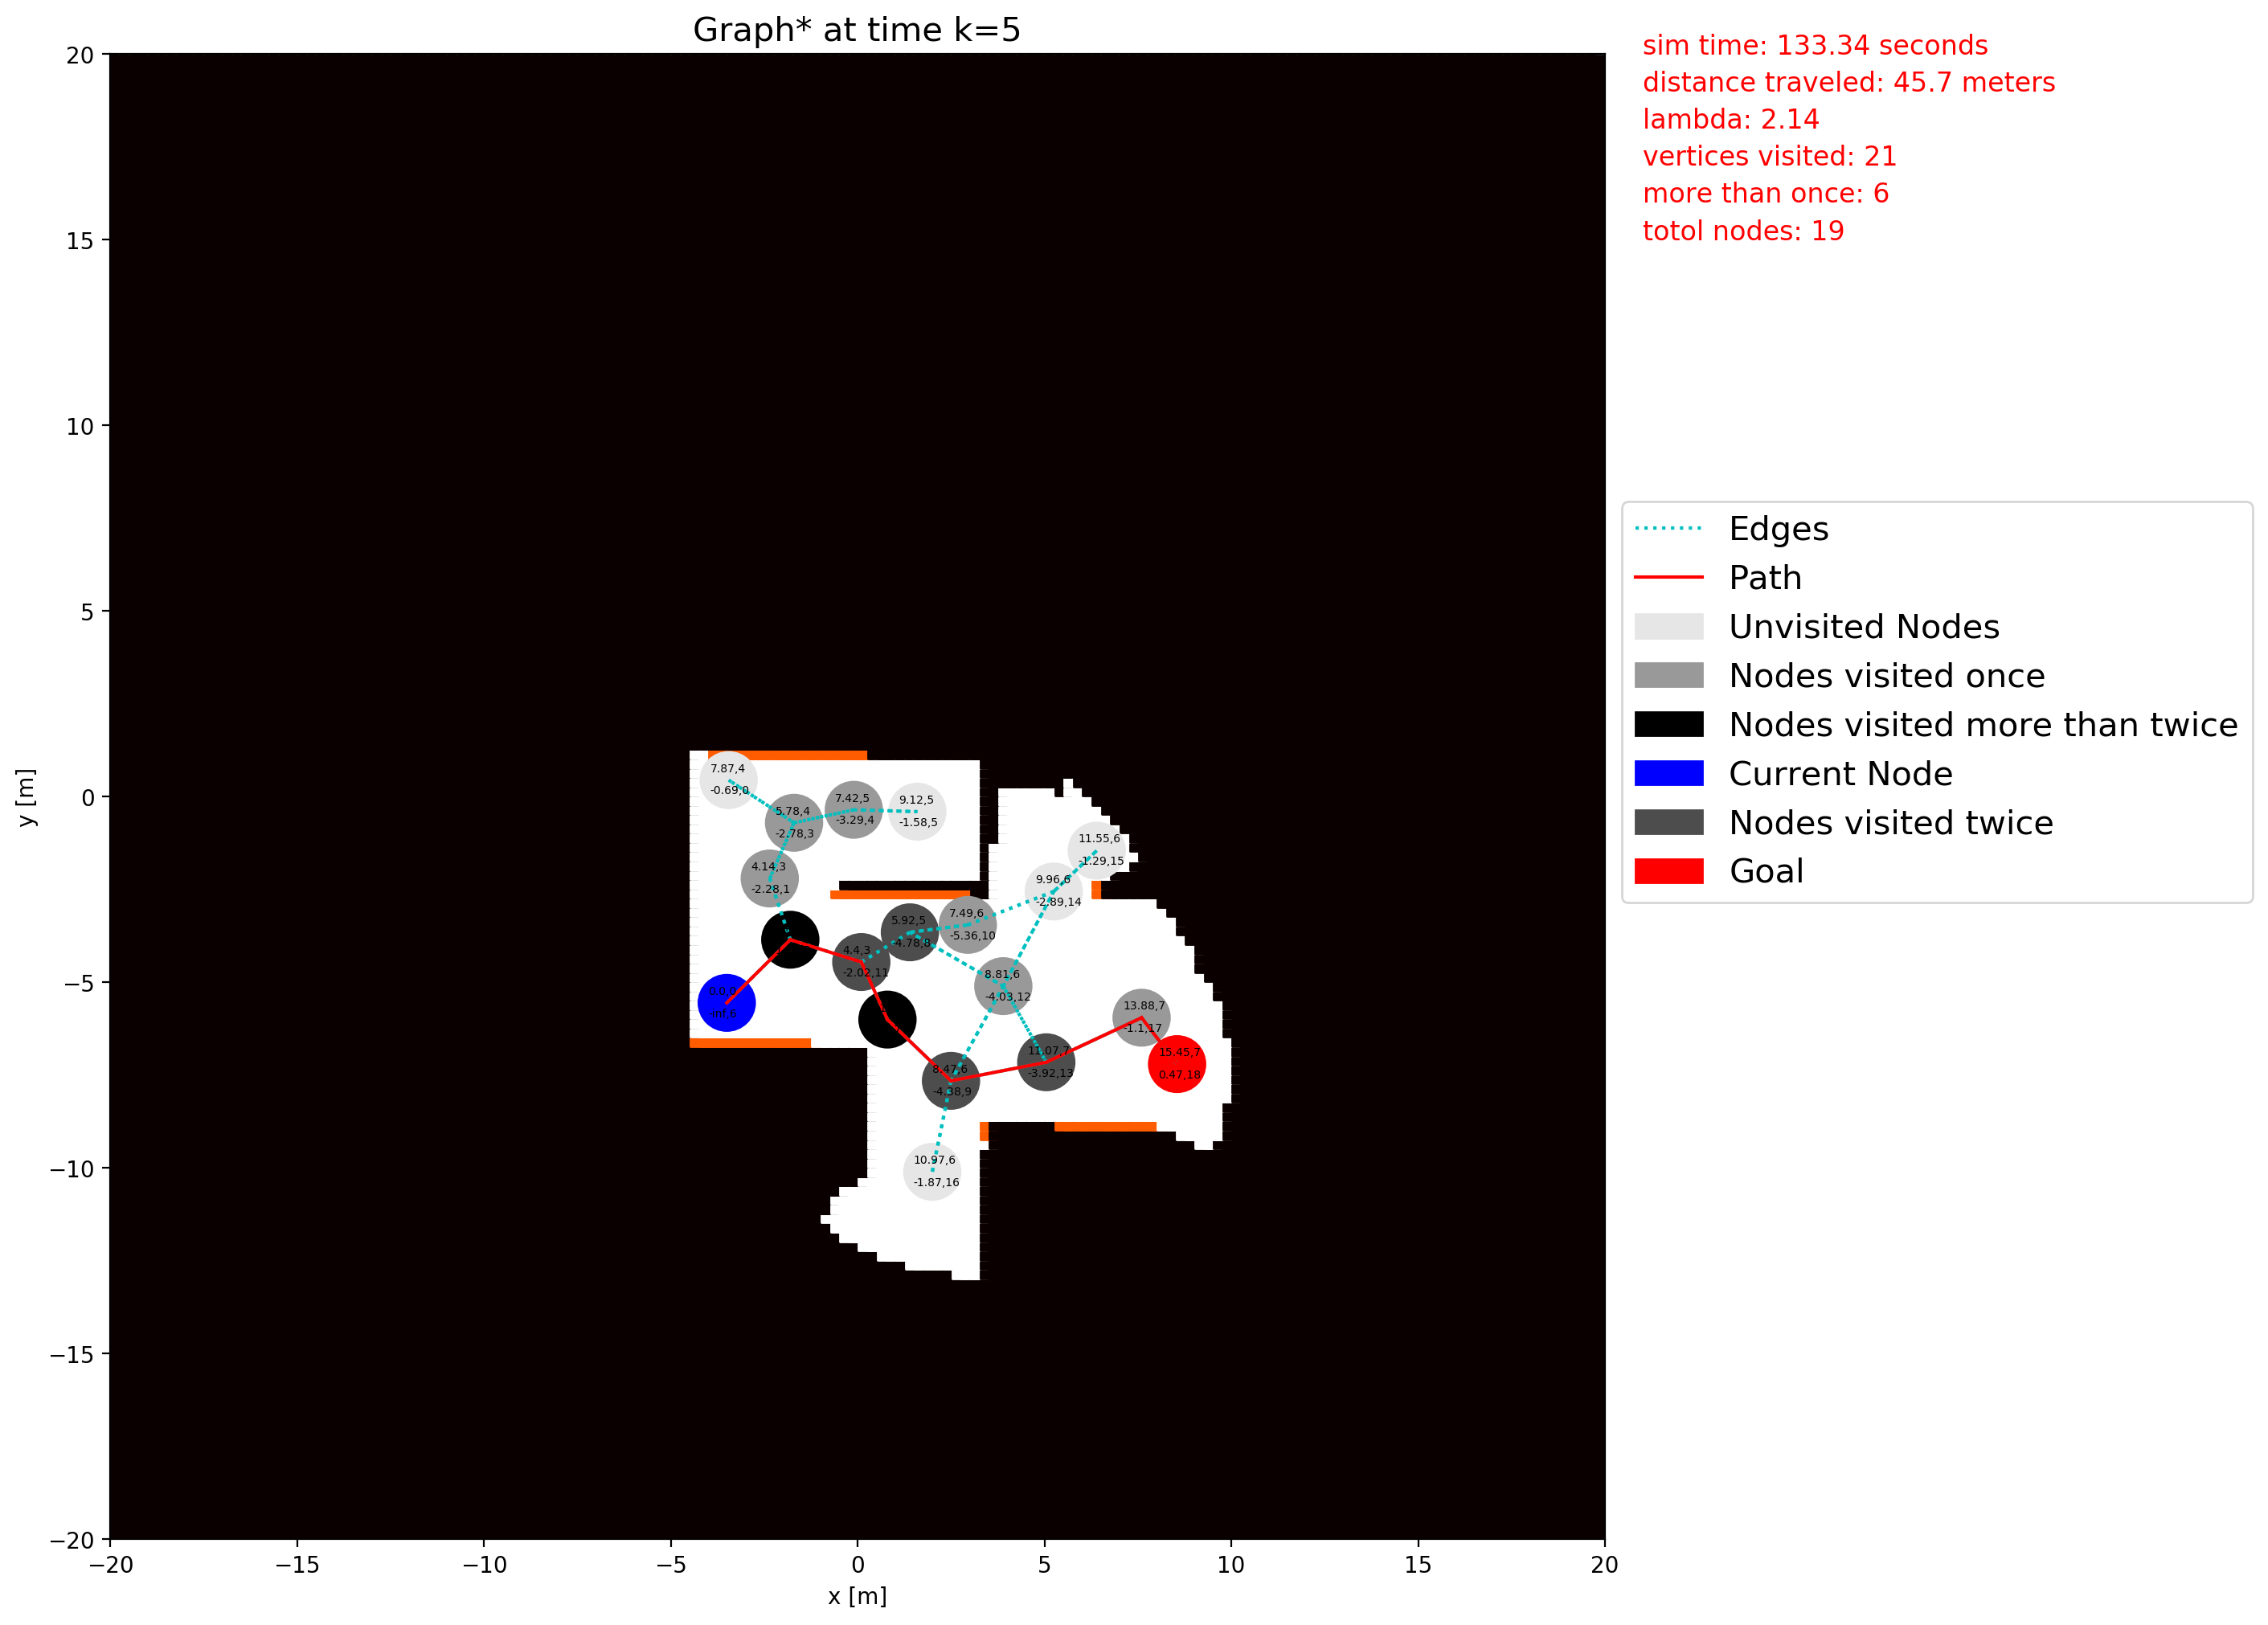 Graph* at time k=5
sim time: 133.34 seconds
distance traveled: 45.7 meters
lambda: 2.14
vertices visited: 21
more than once: 6
totol nodes: 19
20
15
10
5
0
−5
−10
−15
−20
y [m]
−20
−15
−10
−5
0
5
10
15
20
x [m]
7.87,4
-0.69,0
5.78,4
-2.78,3
7.42,5
-3.29,4
9.12,5
-1.58,5
4.14,3
-2.28,1
11.55,6
-1.29,15
9.96,6
-2.89,14
7.49,6
-5.36,10
5.92,5
-4.78,8
4.4,3
-2.02,11
8.81,6
-4.03,12
0.0,0
-inf,6
13.88,7
-1.1,17
11.07,7
-3.92,13
15.45,7
0.47,18
8.47,6
-4.38,9
10.97,6
-1.87,16
Edges
Path
Unvisited Nodes
Nodes visited once
Nodes visited more than twice
Current Node
Nodes visited twice
Goal